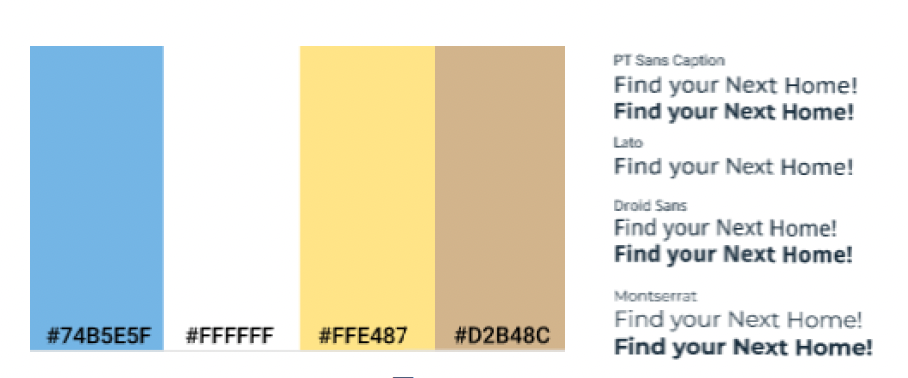 #74B5E5F
#FFFFFF
#FFE487
#D2B48C
PT Sans Caption
Find your Next Home!
Find your Next Home!
Lato
Find your Next Home!
Droid Sans
Find your Next Home!
Find your Next Home!
Montserrat
Find your Next Home!
Find your Next Home!